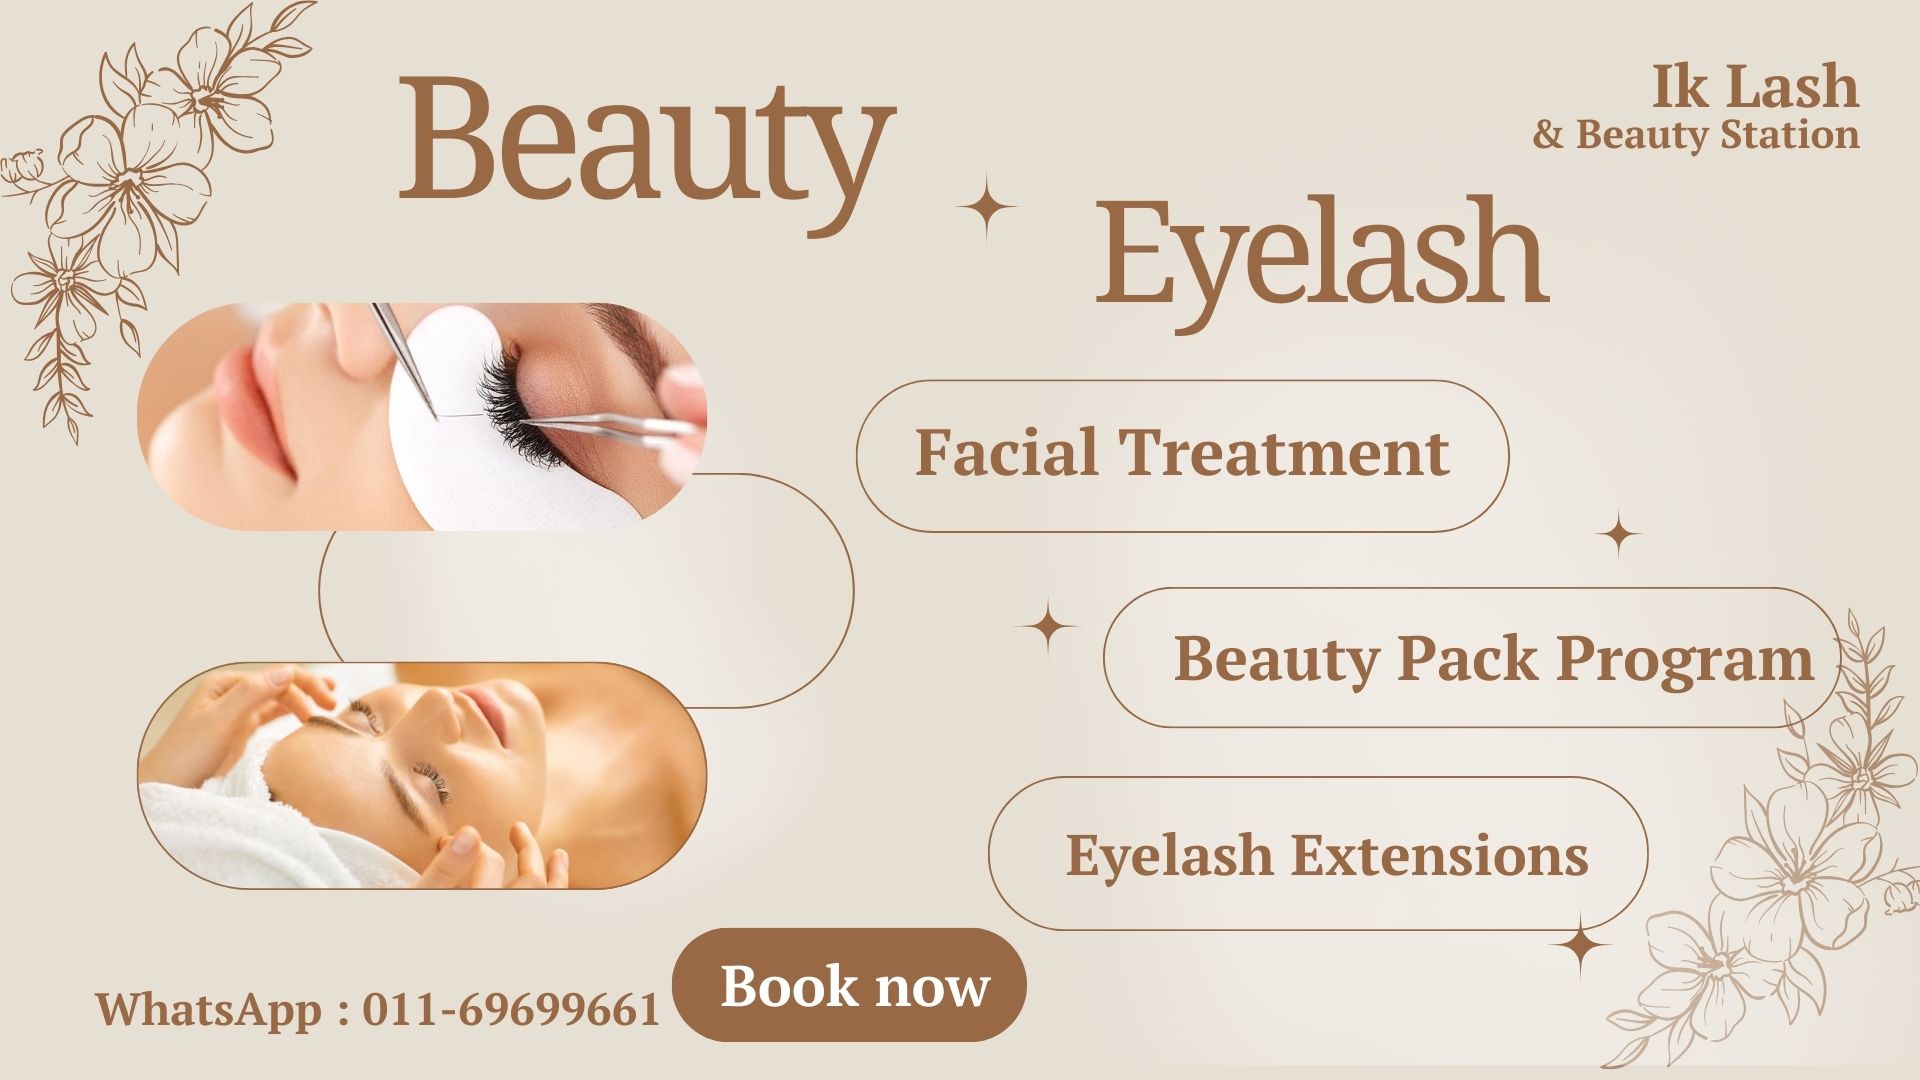 Beauty
Ik Lash
& Beauty Station
Eyelash
Facial Treatment
Beauty Pack Program
Eyelash Extensions
Book now
WhatsApp : 011-69699661